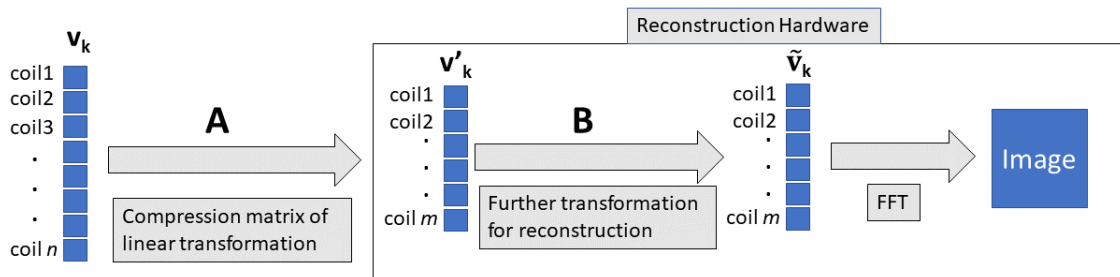 Reconstruction Hardware
vₖ
coil1
coil2
coil3
.
.
.
coil n
A
Compression matrix of
linear transformation
v'ₖ
coil1
coil2
.
.
.
coil m
B
Further transformation
for reconstruction
ṽₖ
coil1
coil2
.
.
.
coil m
FFT
Image